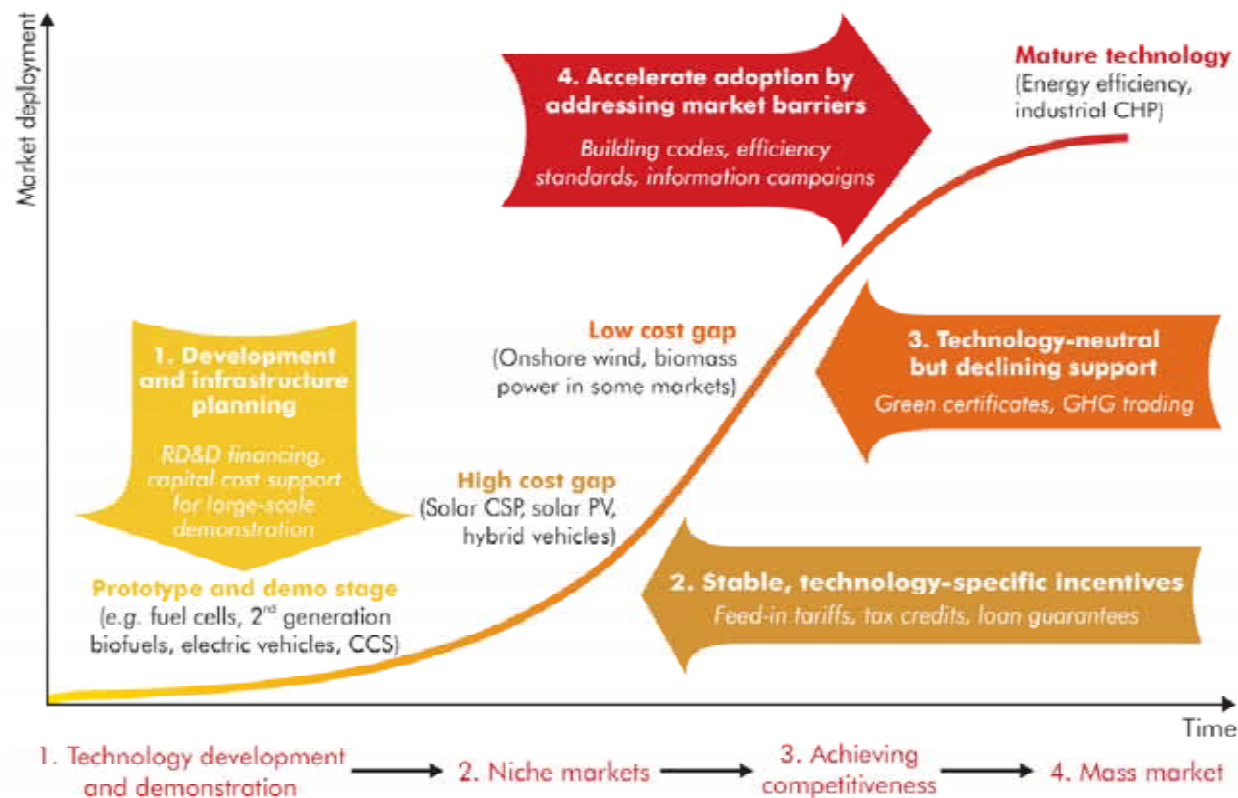 Market deployment
4. Accelerate adoption by
addressing market barriers
Building codes, efficiency
standards, information campaigns
Mature technology
(Energy efficiency,
industrial CHP)
1. Development
and infrastructure
planning
RD&D financing,
capital cost support
for large-scale
demonstration
Low cost gap
(Onshore wind, biomass
power in some markets)
3. Technology-neutral
but declining support
Green certificates, GHG trading
High cost gap
(Solar CSP, solar PV,
hybrid vehicles)
Prototype and demo stage
(e.g. fuel cells, 2nd generation
biofuels, electric vehicles, CCS)
2. Stable, technology-specific incentives
Feed-in tariffs, tax credits, loan guarantees
Time
1. Technology development
and demonstration
2. Niche markets
3. Achieving
competitiveness
4. Mass market